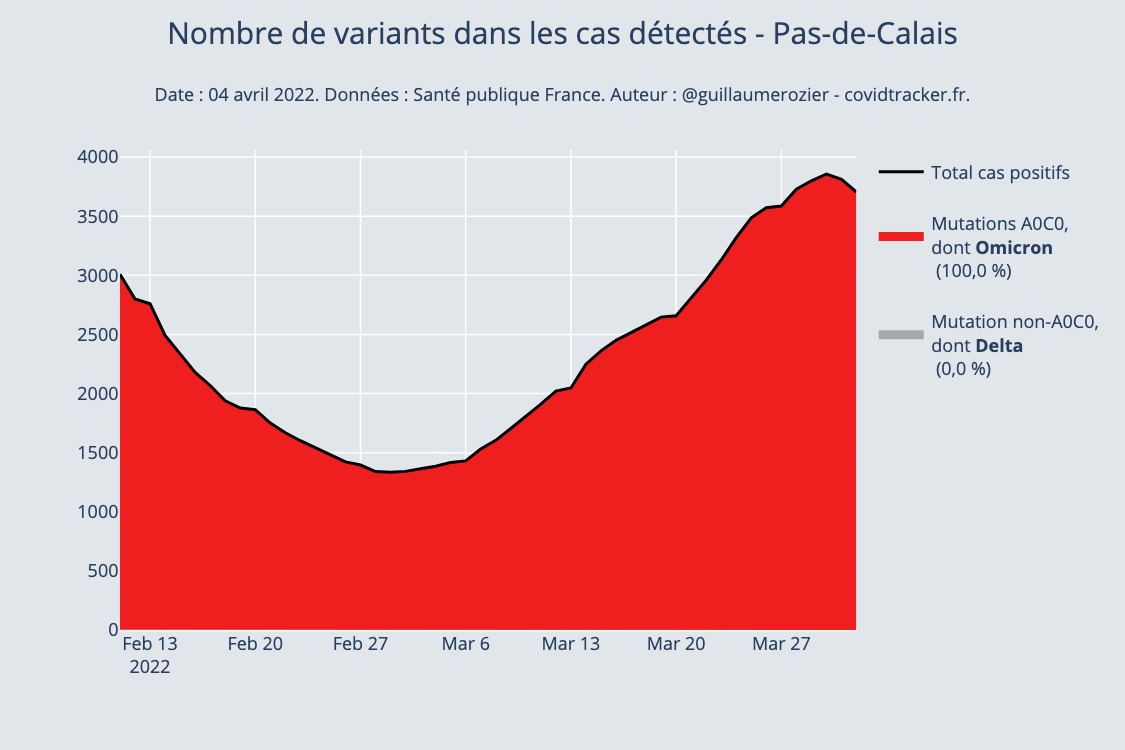 Nombre de variants dans les cas détectés - Pas-de-Calais
Date : 04 avril 2022. Données : Santé publique France. Auteur : @guillaumerozier - covidtracker.fr.
4000
3500
3000
2500
2000
1500
1000
500
0
Feb 13
2022
Feb 20
Feb 27
Mar 6
Mar 13
Mar 20
Mar 27
Total cas positifs
Mutations A0C0,
dont Omicron
(100,0 %)
Mutation non-A0C0,
dont Delta
(0,0 %)